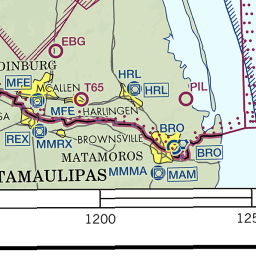 EBG
DINBURG
MFE
MCALLEN
T65
HRL
HRL
PIL
MFE
HARLINGEN
SA
BRO
REX
MMRX
BROWNSVILLE
MATAMOROS
BRO
TAMAULIPAS
MMMA
MAM
1200
125